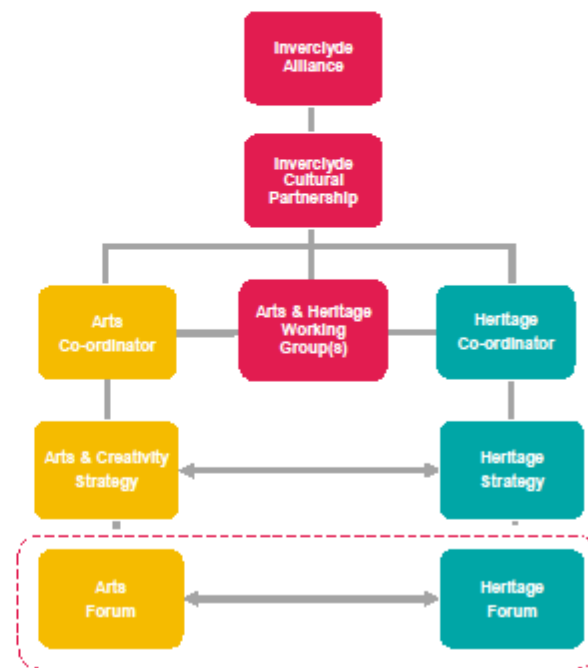 Inverclyde
Alliance
Inverclyde
Cultural
Partnership
Arts
Co-ordinator
Arts & Heritage
Working
Group(s)
Heritage
Co-ordinator
Arts & Creativity
Strategy
Heritage
Strategy
Arts
Forum
Heritage
Forum